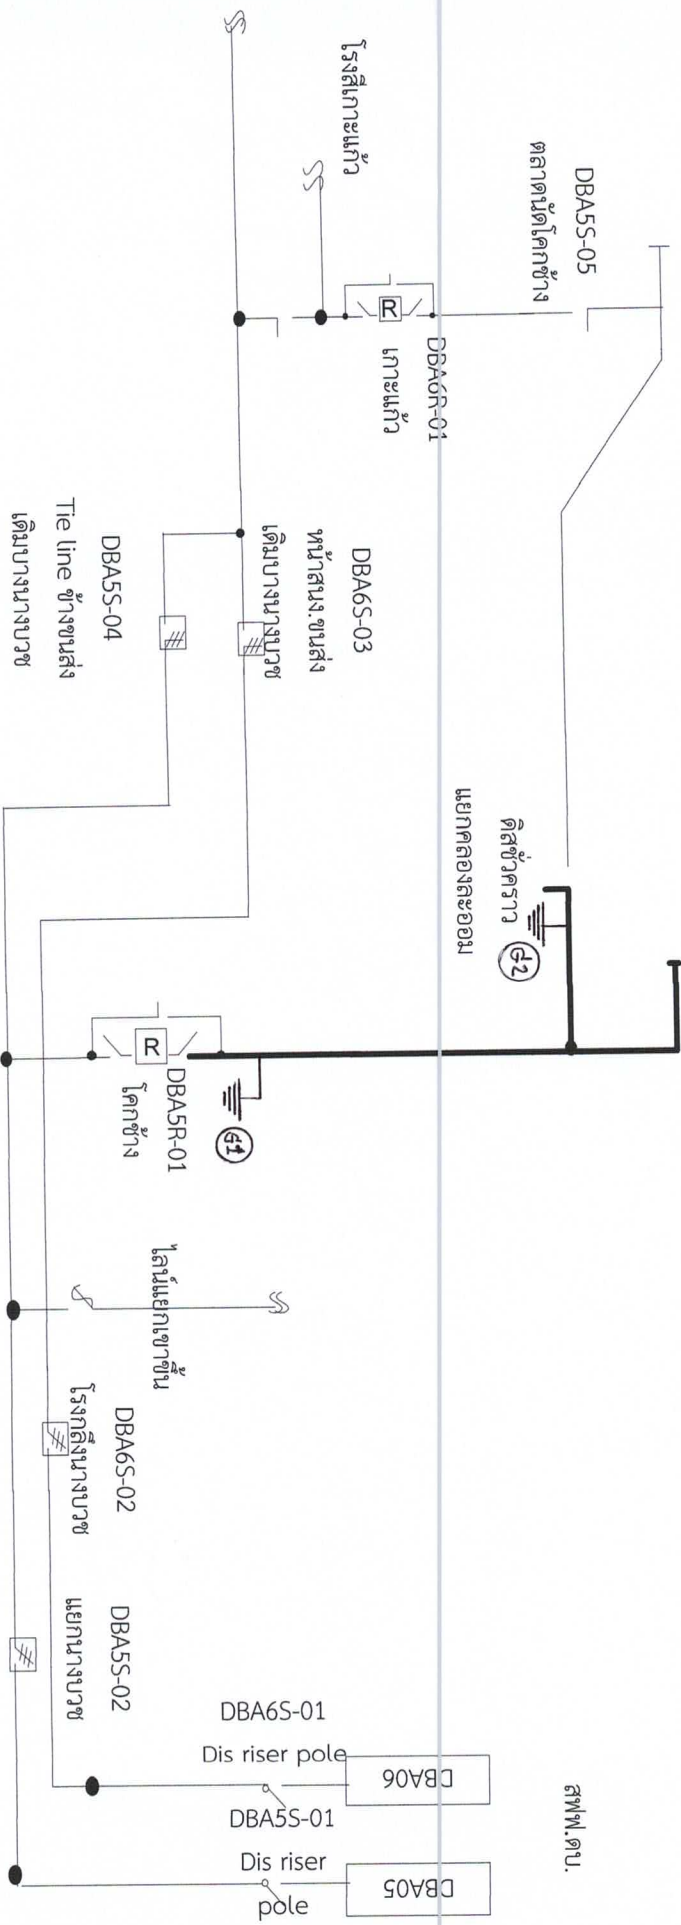 โรงสีเกาะแก้ว
DBA5S-05
ตลาดนัดโคกช้าง
R
DBA6R-01
เกาะแก้ว
DBA6S-03
หน้าสนง.ขนส่ง
เดิมบางนางบวช
DBA5S-04
Tie line ข้างขนส่ง
เดิมบางนางบวช
ดิสชั่วคราว
แยกคลองละออม
G2
R
DBA5R-01
โคกช้าง
G1
ไลน์แยกเขาขึ้น
DBA6S-02
โรงกลึงนางบวช
DBA5S-02
แยกนางบวช
DBA6S-01
Dis riser pole
DBA06
DBA5S-01
Dis riser
pole
DBA05
สฟฟ.ดบ.